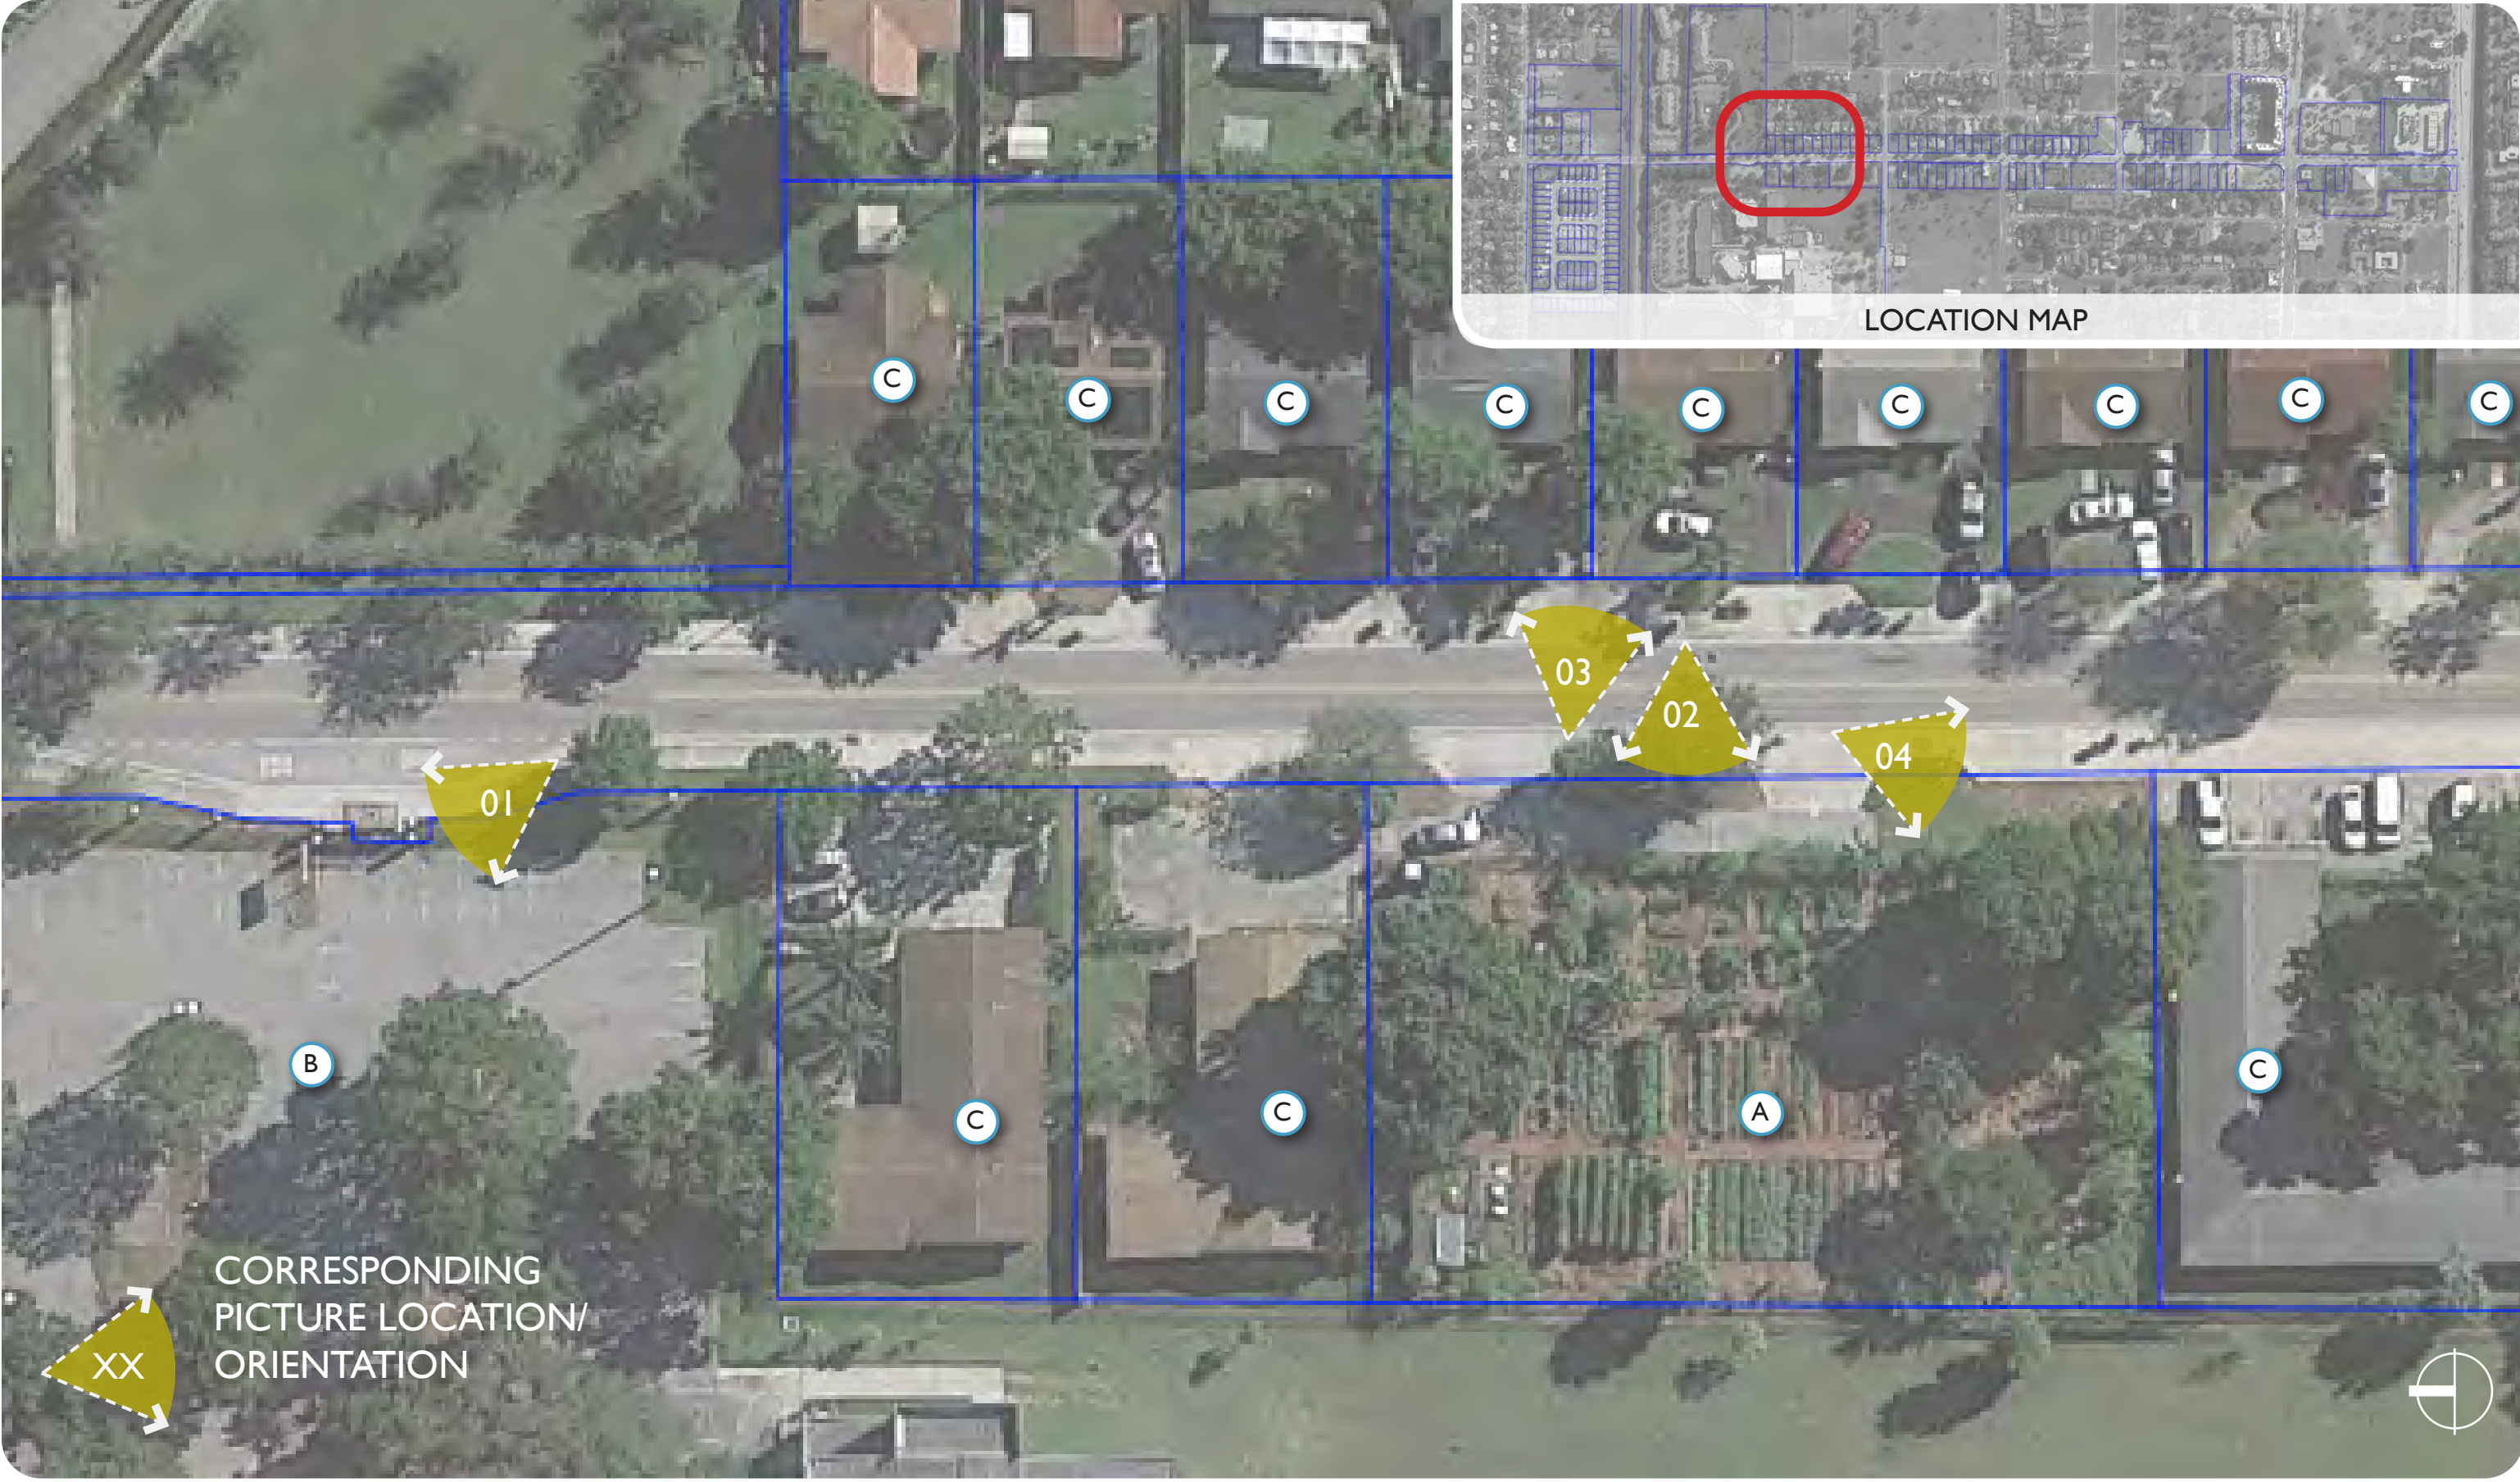 LOCATION MAP
C
C
C
C
C
C
C
C
C
03
02
04
01
B
C
C
A
C
XX
CORRESPONDING
PICTURE LOCATION/
ORIENTATION